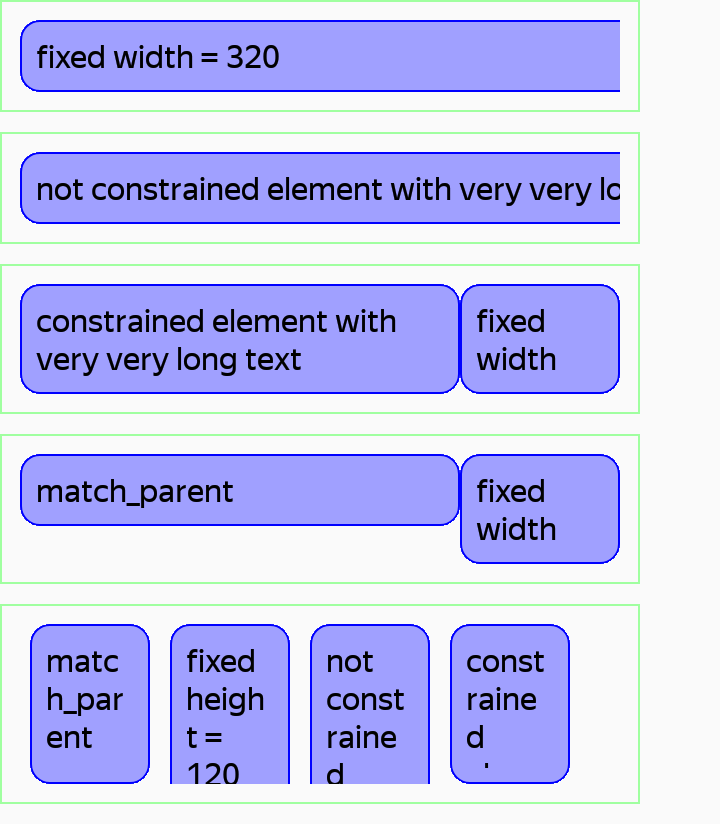 fixed width = 320
not constrained element with very very lo
constrained element with
very very long text
fixed
width
match_parent
fixed
width
matc
h_par
ent
fixed
heigh
t =
120
not
const
raine
d
const
raine
d